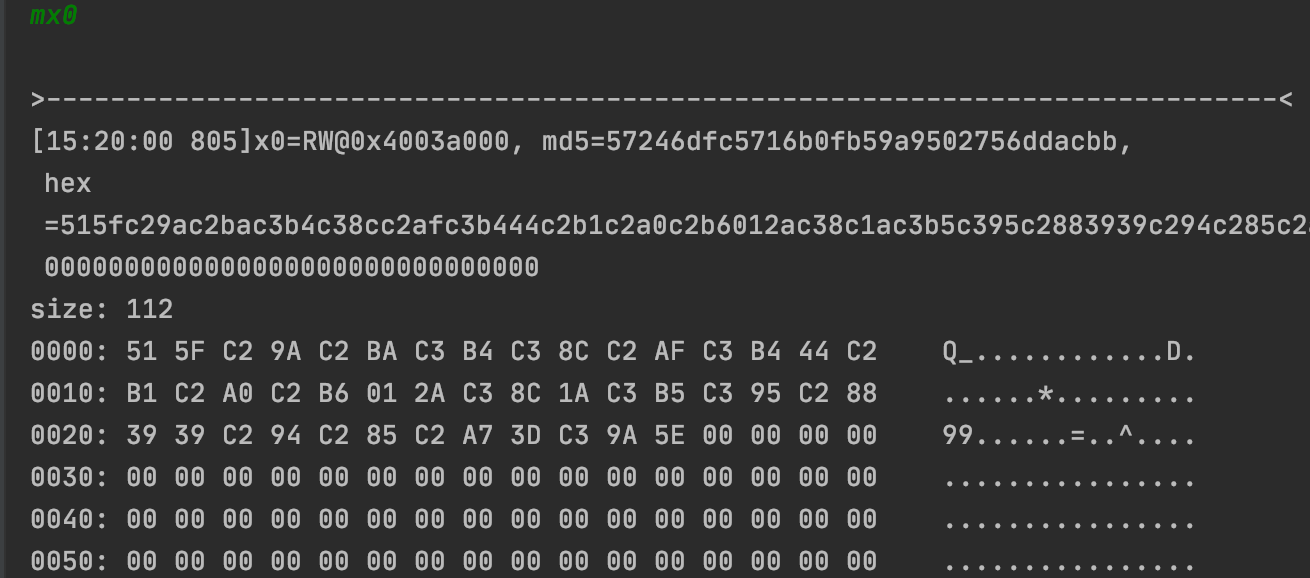 mx0
>-----------------------------------------------------------------------------<
[15:20:00 805]x0=RW@0x4003a000, md5=57246dfc5716b0fb59a9502756ddacbb,
hex
=515fc29ac2bac3b4c38cc2afc3b444c2b1c2a0c2b6012ac38c1ac3b5c395c2883939c294c285c2
0000000000000000000000000000000
size: 112
0000: 51 5F C2 9A C2 BA C3 B4 C3 8C C2 AF C3 B4 44 C2    Q_............D.
0010: B1 C2 A0 C2 B6 01 2A C3 8C 1A C3 B5 C3 95 C2 88    ......*.........
0020: 39 39 C2 94 C2 85 C2 A7 3D C3 9A 5E 00 00 00 00    99......=..^....
0030: 00 00 00 00 00 00 00 00 00 00 00 00 00 00 00 00    ................
0040: 00 00 00 00 00 00 00 00 00 00 00 00 00 00 00 00    ................
0050: 00 00 00 00 00 00 00 00 00 00 00 00 00 00 00 00    ................